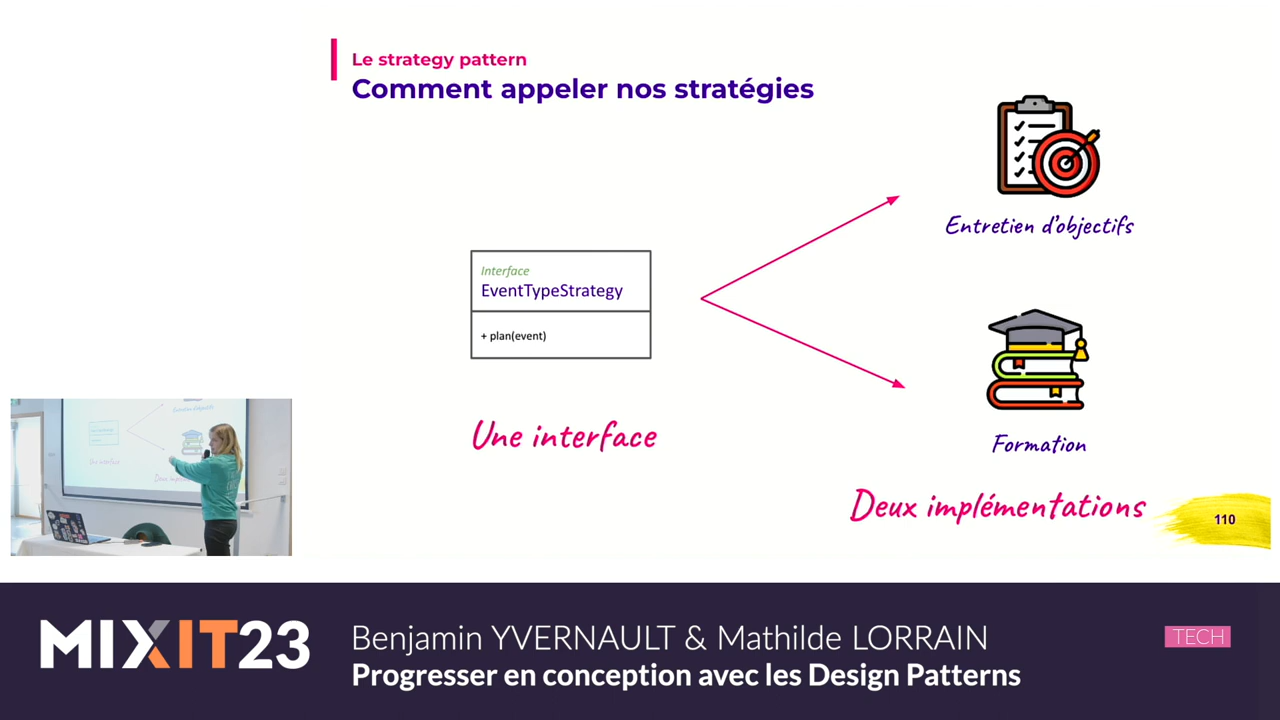 Le strategy pattern
Comment appeler nos stratégies
Entretien d'objectifs
Interface
EventTypeStrategy
+ plan(event)
Une interface
Formation
Deux implémentations
110
MIXIT23
Benjamin YVERNAULT & Mathilde LORRAIN
TECH
Progresser en conception avec les Design Patterns